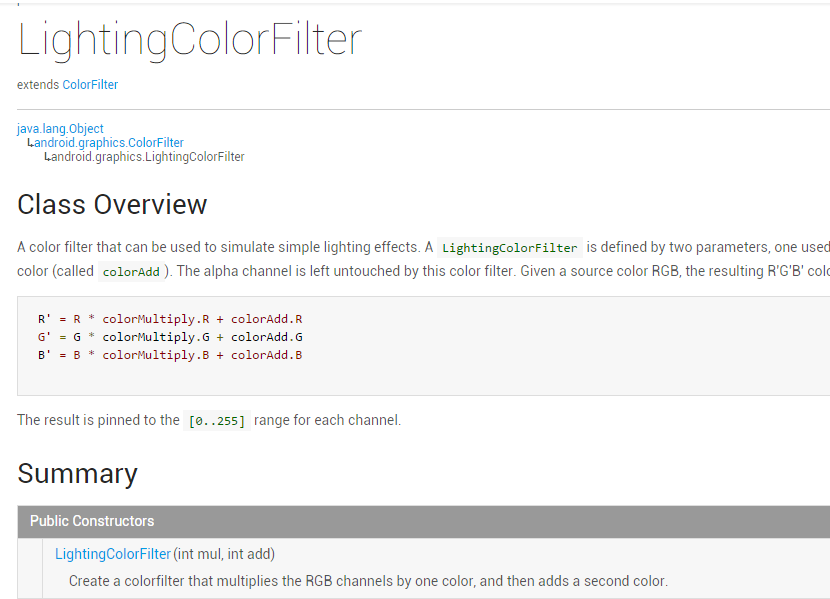 LightingColorFilter
extends ColorFilter
java.lang.Object
↳android.graphics.ColorFilter
↳android.graphics.LightingColorFilter
Class Overview
A color filter that can be used to simulate simple lighting effects. A LightingColorFilter is defined by two parameters, one used
color (called colorAdd ). The alpha channel is left untouched by this color filter. Given a source color RGB, the resulting R'G'B'
R' = R * colorMultiply.R + colorAdd.R
G' = G * colorMultiply.G + colorAdd.G
B' = B * colorMultiply.B + colorAdd.B
The result is pinned to the [0..255] range for each channel.
Summary
Public Constructors
LightingColorFilter (int mul, int add)
Create a colorfilter that multiplies the RGB channels by one color, and then adds a second color.